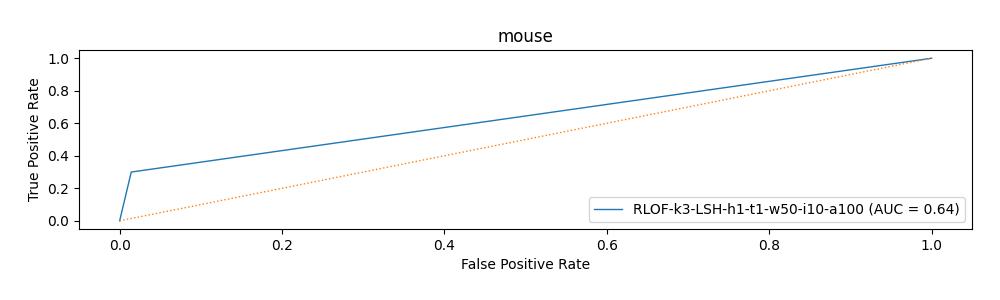 mouse
1.0
0.8
0.6
0.4
0.2
0.0
True Positive Rate
RLOF-k3-LSH-h1-t1-w50-i10-a100 (AUC = 0.64)
0.0 0.2 0.4 0.6 0.8 1.0
False Positive Rate